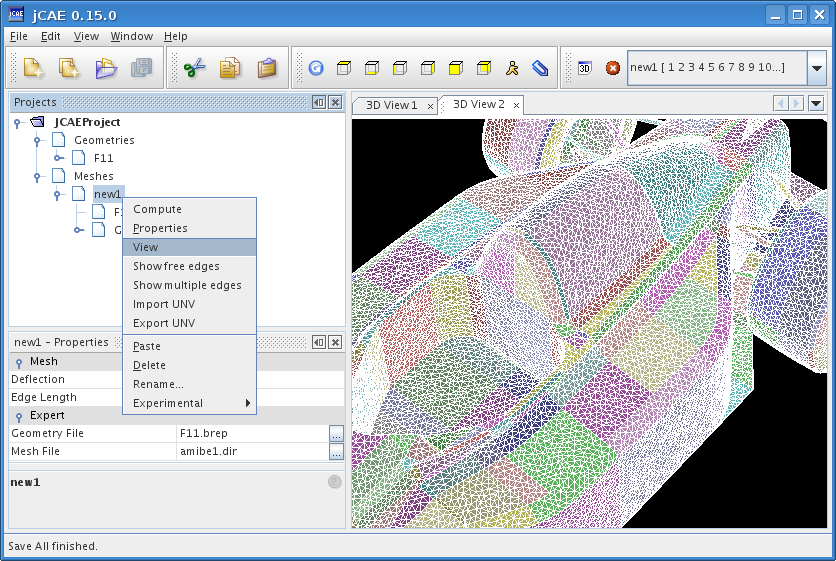 jCAE 0.15.0
File Edit View Window Help
3D
new1 [ 1 2 3 4 5 6 7 8 9 10...]
Projects
3D View 1
3D View 2
JCAEProject
Geometries
F11
Meshes
new1
Compute
Properties
View
Show free edges
Show multiple edges
Import UNV
Export UNV
Paste
Delete
Rename...
Experimental
new1 - Properties
Mesh
Deflection
Edge Length
Expert
Geometry File F11.brep ...
Mesh File amibe1.dir ...
new1 ?
Save All finished.